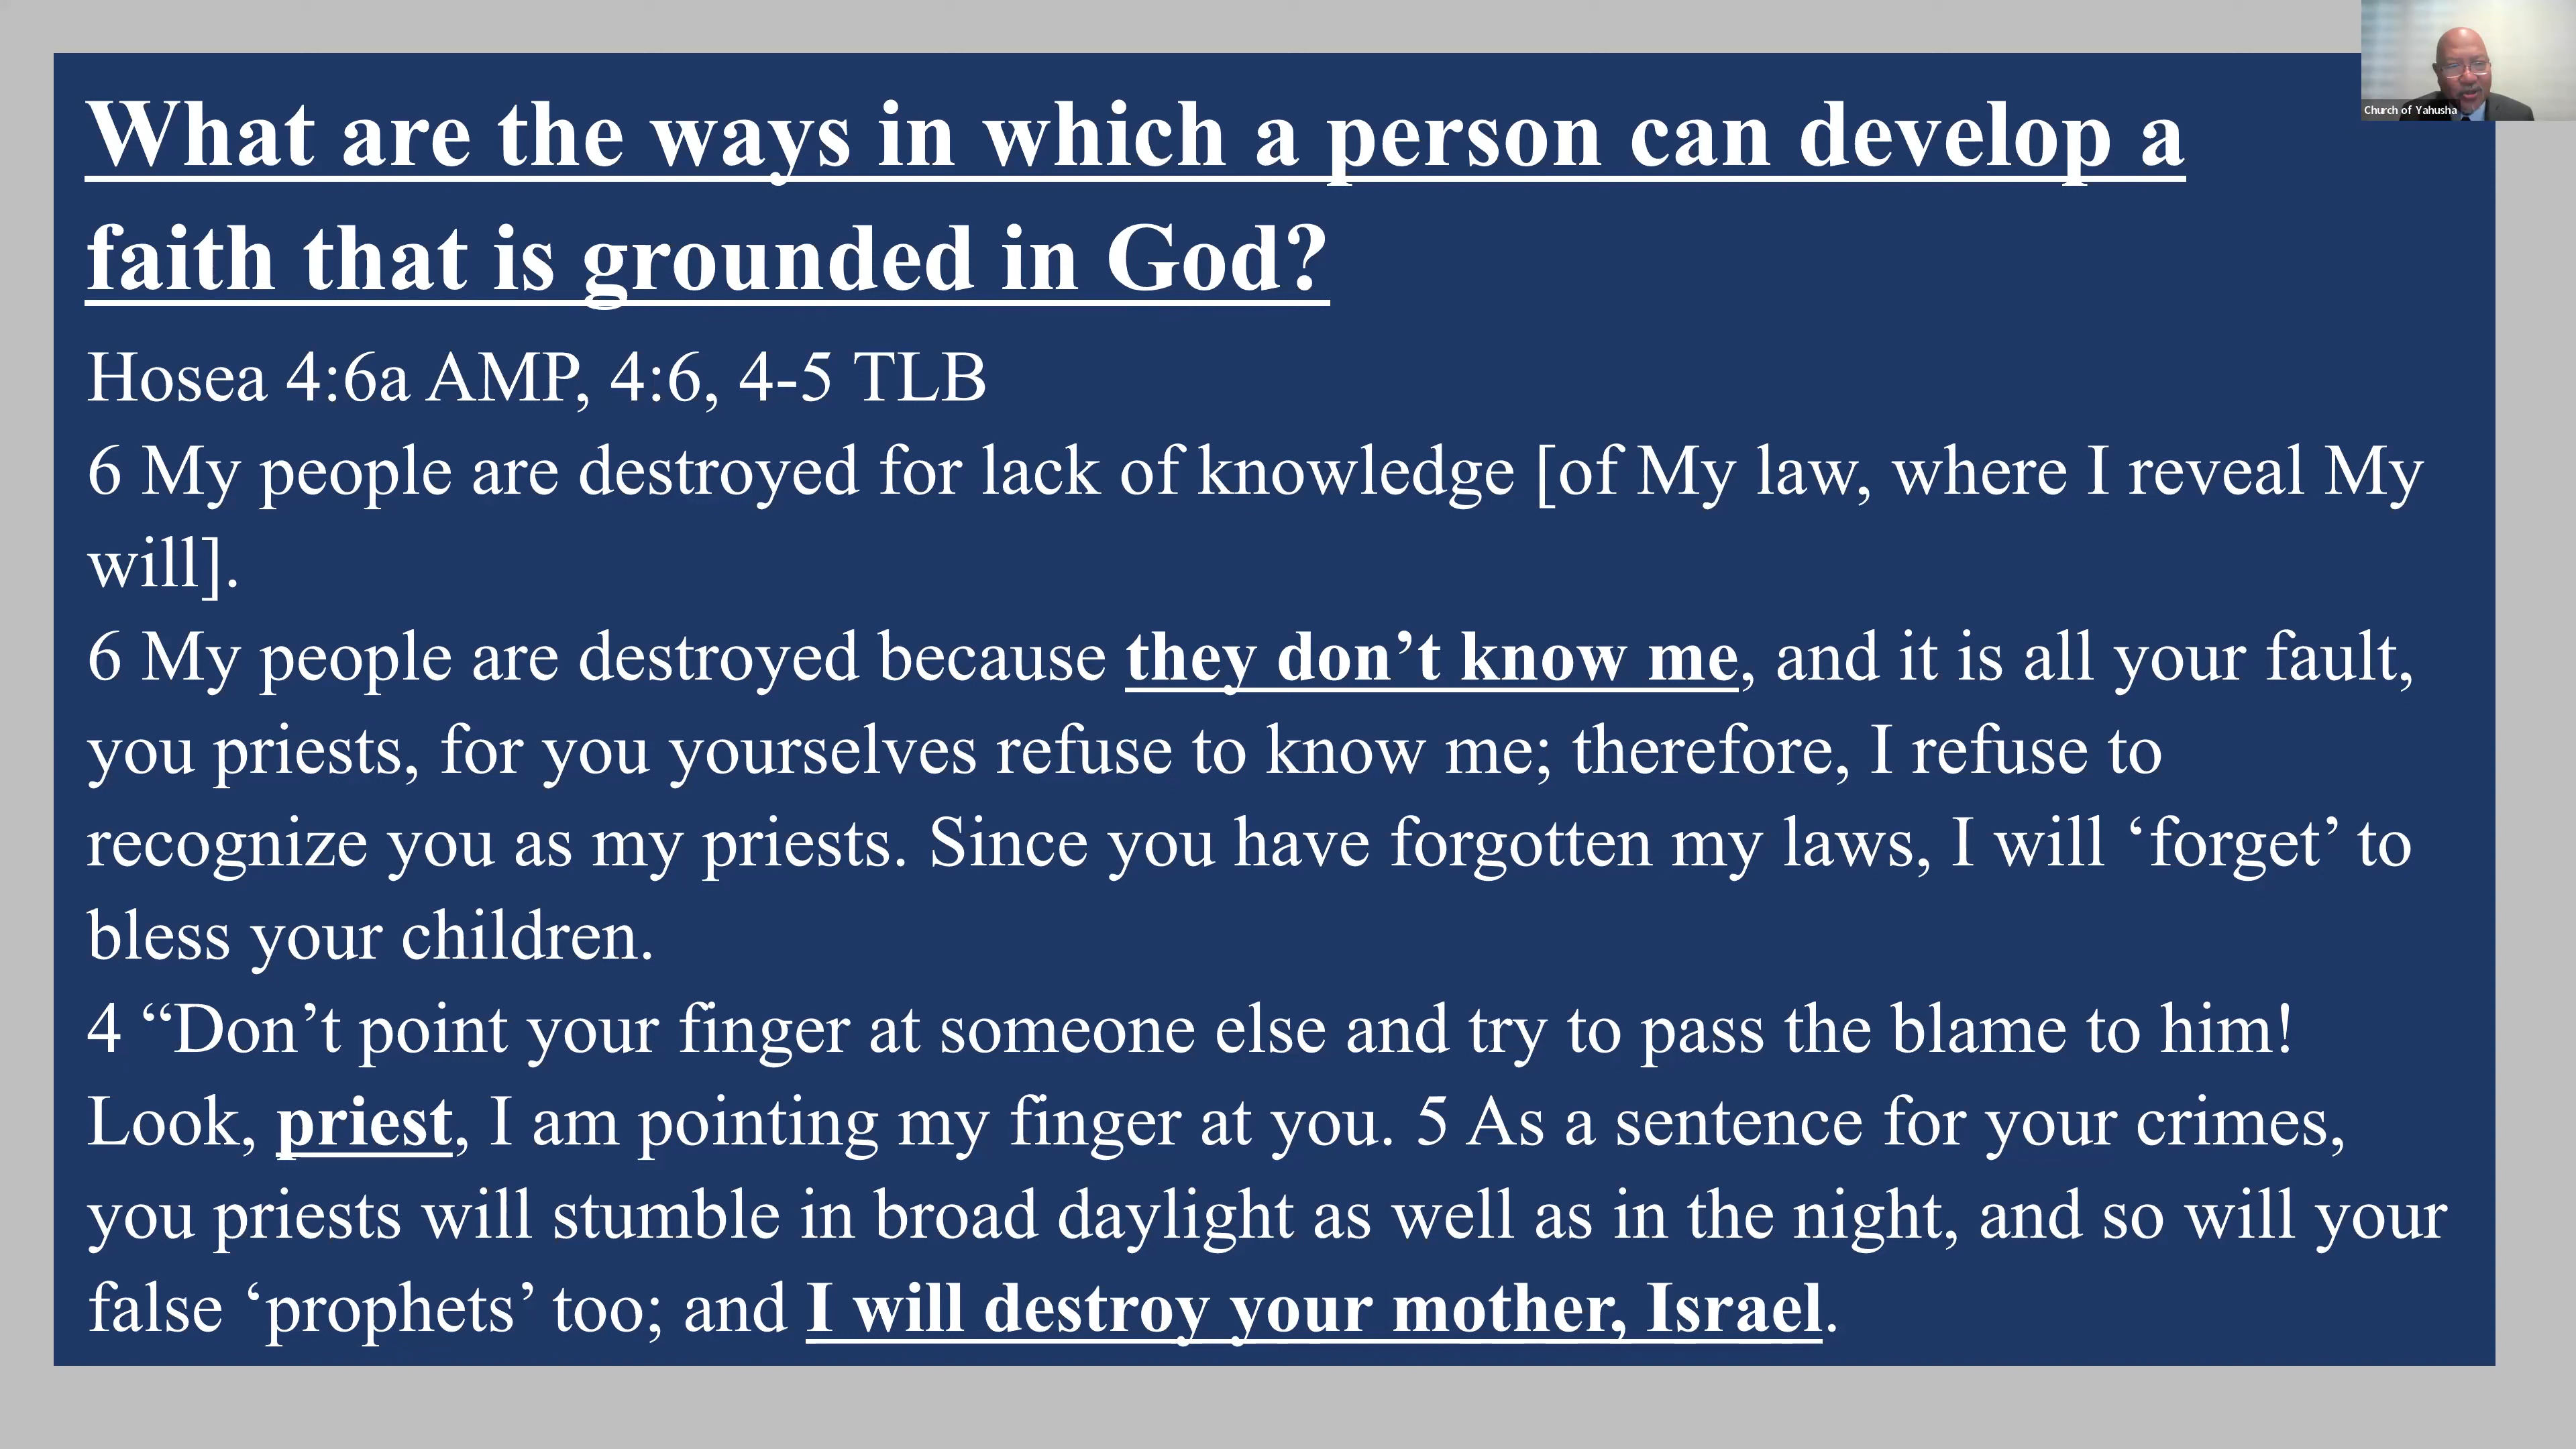 What are the ways in which a person can develop a
faith that is grounded in God?
Hosea 4:6a AMP, 4:6, 4-5 TLB
6 My people are destroyed for lack of knowledge [of My law, where I reveal My
will].
6 My people are destroyed because they don’t know me, and it is all your fault,
you priests, for you yourselves refuse to know me; therefore, I refuse to
recognize you as my priests. Since you have forgotten my laws, I will ‘forget’ to
bless your children.
4 “Don’t point your finger at someone else and try to pass the blame to him!
Look, priest, I am pointing my finger at you. 5 As a sentence for your crimes,
you priests will stumble in broad daylight as well as in the night, and so will your
false ‘prophets’ too; and I will destroy your mother, Israel.
Church of Yahusha